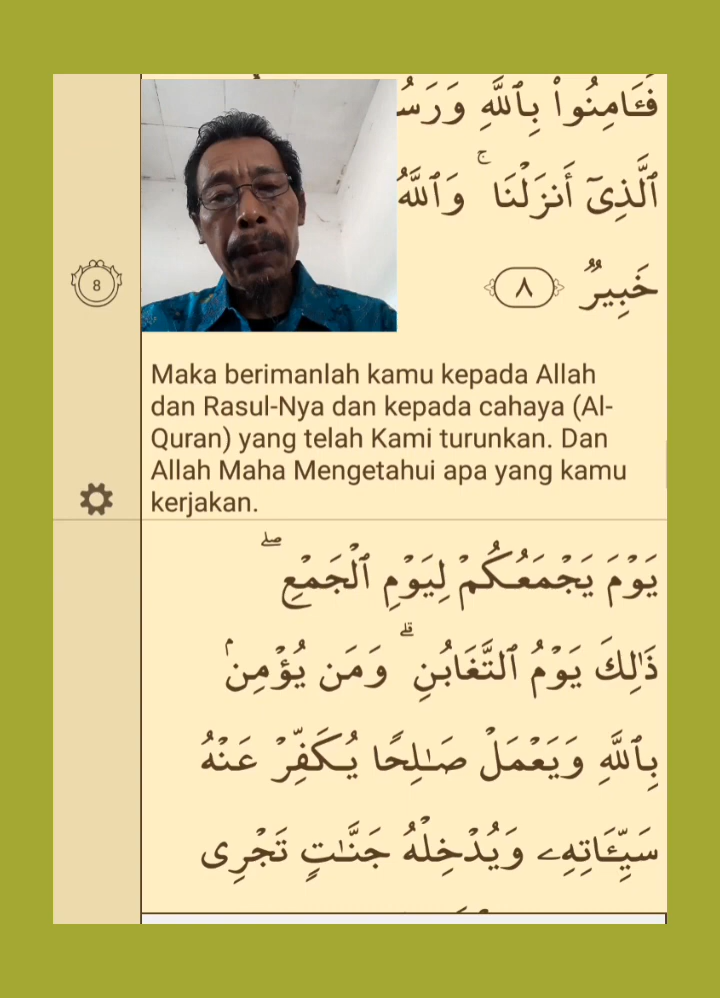 فَـَٔامِنُوا۟ بِٱللَّهِ
ٱلَّذِىٓ أَنزَلْنَا ۚ وَٱللَّهُ
خَبِيرٌ ٨
8
Maka berimanlah kamu kepada Allah
dan Rasul-Nya dan kepada cahaya (Al-
Quran) yang telah Kami turunkan. Dan
Allah Maha Mengetahui apa yang kamu
kerjakan.
يَوْمَ يَجْمَعُكُمْ لِيَوْمِ ٱلْجَمْعِ ۖ
ذَٰلِكَ يَوْمُ ٱلتَّغَابُنِ ۗ وَمَن يُؤْمِنۢ
بِٱللَّهِ وَيَعْمَلْ صَـٰلِحًا يُكَفِّرْ عَنْهُ
سَيِّـَٔاتِهِۦ وَيُدْخِلْهُ جَنَّـٰتٍ تَجْرِى